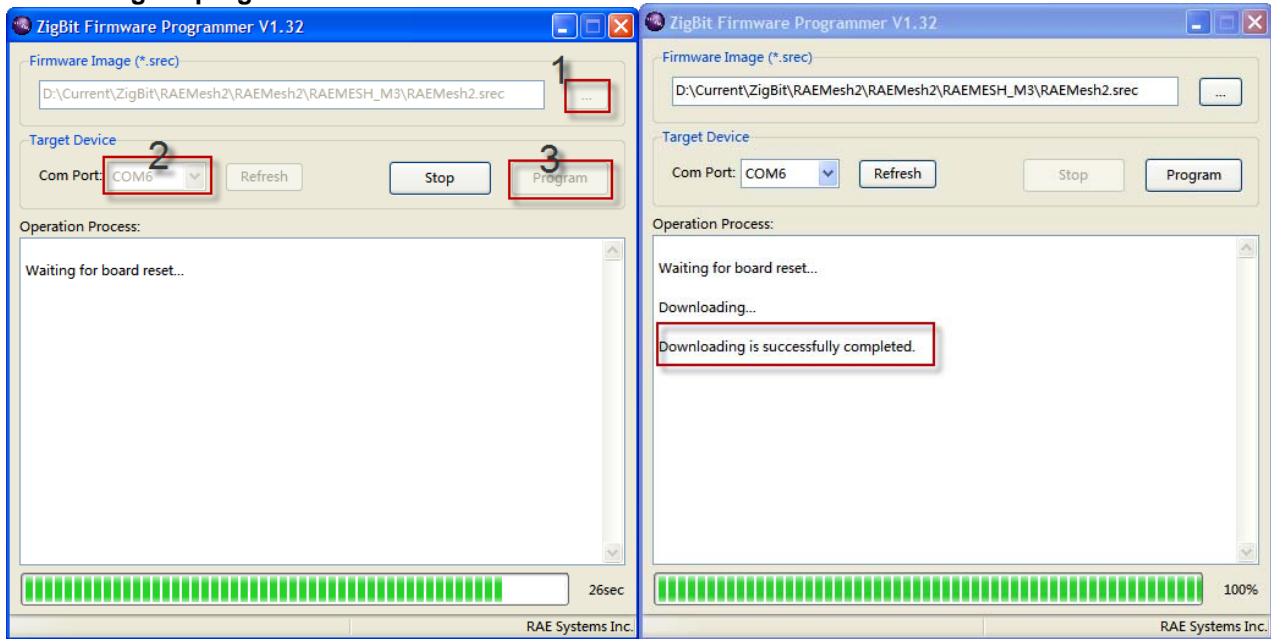 ZigBit Firmware Programmer V1.32
Firmware Image (*.srec)
1
D:\Current\ZigBit\RAEMesh2\RAEMesh2\RAEMESH_M3\RAEMesh2.srec
...
Target Device
2
3
Com Port: COM6 Refresh Stop Program
Operation Process:
Waiting for board reset...
26sec
RAE Systems Inc.
ZigBit Firmware Programmer V1.32
Firmware Image (*.srec)
D:\Current\ZigBit\RAEMesh2\RAEMesh2\RAEMESH_M3\RAEMesh2.srec
...
Target Device
Com Port: COM6 Refresh Stop Program
Operation Process:
Waiting for board reset...
Downloading...
Downloading is successfully completed.
100%
RAE Systems Inc.